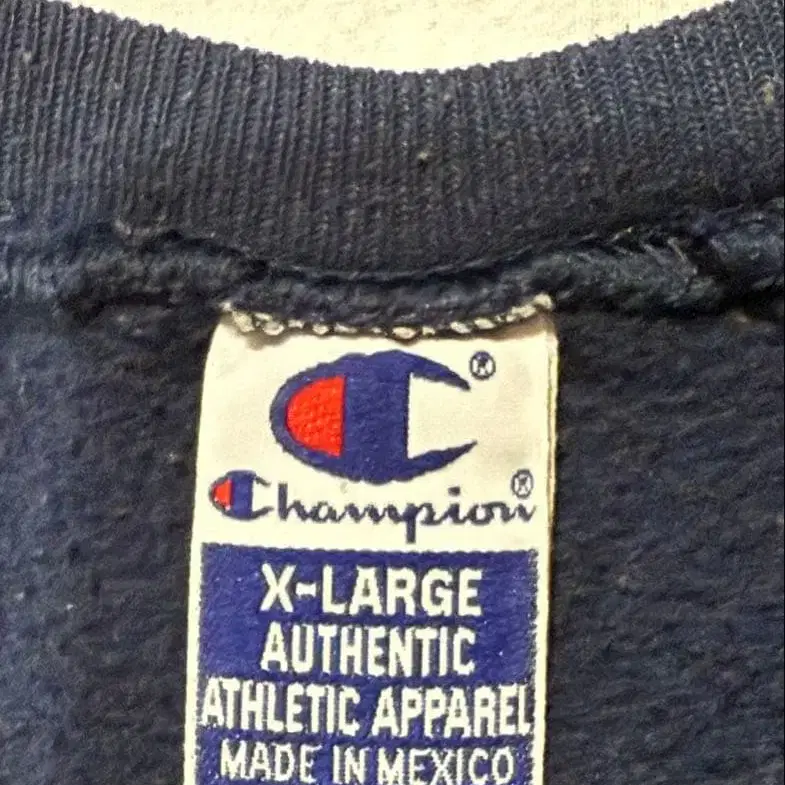 ®
Champion®
X-LARGE
AUTHENTIC
ATHLETIC APPAREL
MADE IN MEXICO